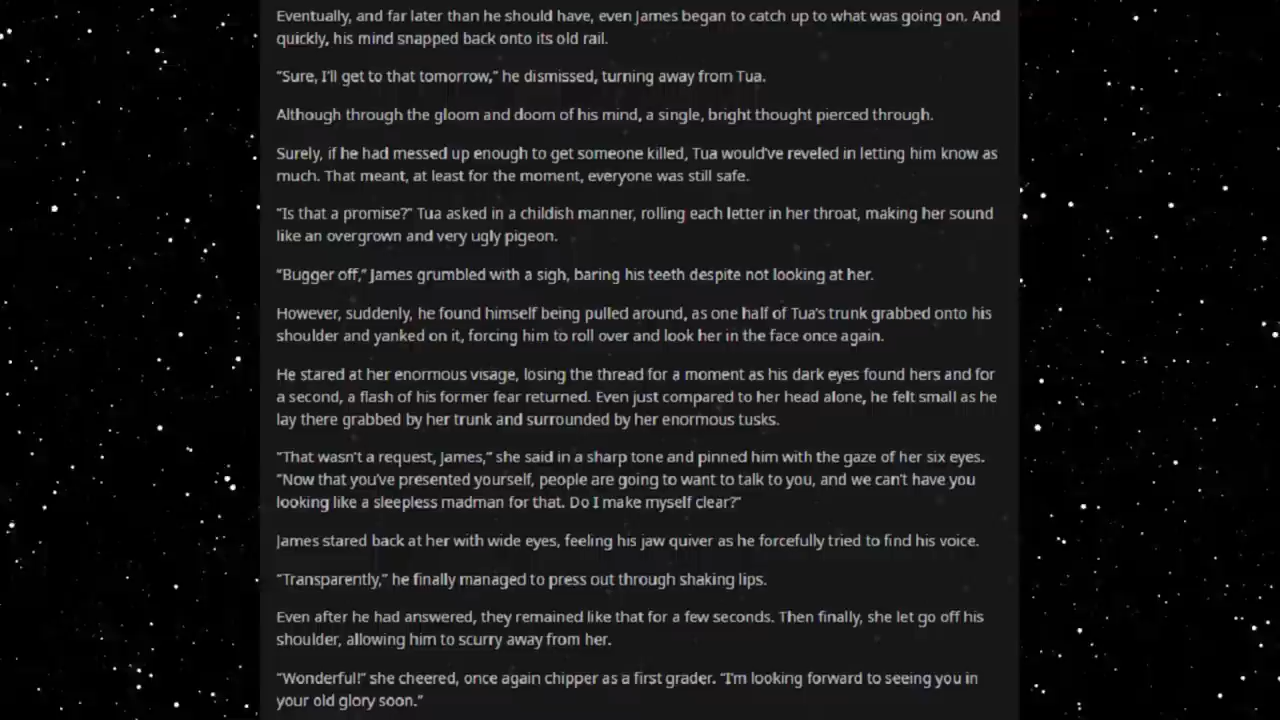 Eventually, and far later than he should have, even James began to catch up to what was going on. And
quickly, his mind snapped back onto its old rail.
“Sure, I’ll get to that tomorrow,” he dismissed, turning away from Tua.
Although through the gloom and doom of his mind, a single, bright thought pierced through.
Surely, if he had messed up enough to get someone killed, Tua would’ve reveled in letting him know as
much. That meant, at least for the moment, everyone was still safe.
“Is that a promise?” Tua asked in a childish manner, rolling each letter in her throat, making her sound
like an overgrown and very ugly pigeon.
“Bugger off,” James grumbled with a sigh, baring his teeth despite not looking at her.
However, suddenly, he found himself being pulled around, as one half of Tua’s trunk grabbed onto his
shoulder and yanked on it, forcing him to roll over and look her in the face once again.
He stared at her enormous visage, losing the thread for a moment as his dark eyes found hers and for
a second, a flash of his former fear returned. Even just compared to her head alone, he felt small as he
lay there grabbed by her trunk and surrounded by her enormous tusks.
“That wasn’t a request, James,” she said in a sharp tone and pinned him with the gaze of her six eyes.
“Now that you’ve presented yourself, people are going to want to talk to you, and we can’t have you
looking like a sleepless madman for that. Do I make myself clear?”
James stared back at her with wide eyes, feeling his jaw quiver as he forcefully tried to find his voice.
“Transparently,” he finally managed to press out through shaking lips.
Even after he had answered, they remained like that for a few seconds. Then finally, she let go off his
shoulder, allowing him to scurry away from her.
“Wonderful!” she cheered, once again chipper as a first grader. “I’m looking forward to seeing you in
your old glory soon.”